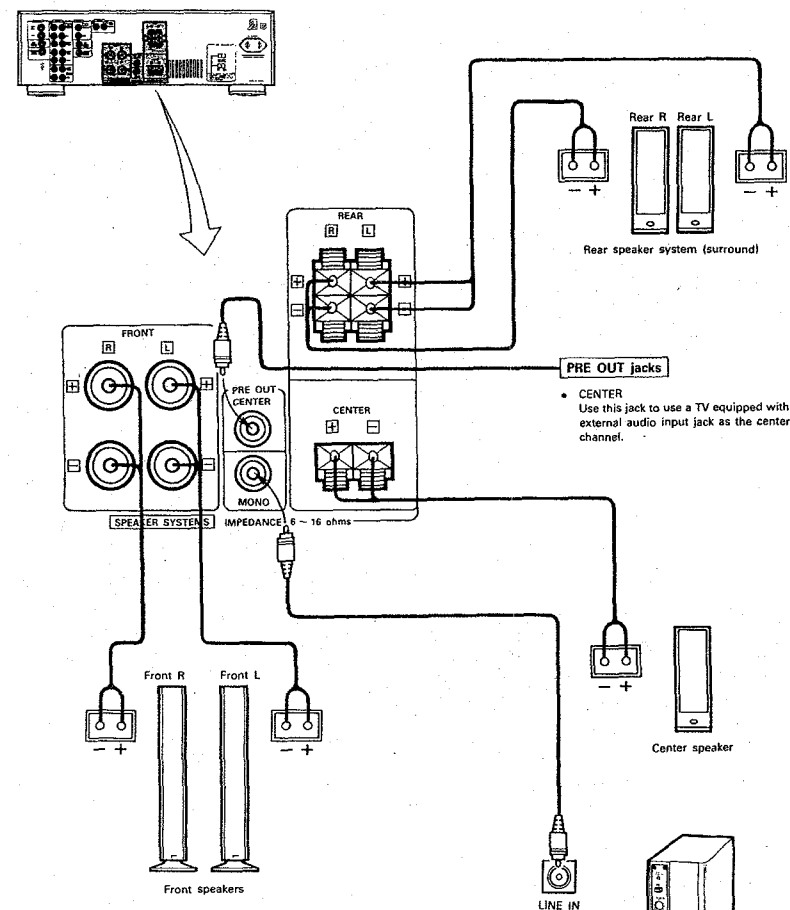 Rear R Rear L
− +
− +
Rear speaker system (surround)
REAR
R L
+ +
− −
FRONT
R L
+ +
− −
PRE OUT
CENTER
MONO
CENTER
+ −
SPEAKER SYSTEMS IMPEDANCE 6 ~ 16 ohms
PRE OUT jacks
• CENTER
Use this jack to use a TV equipped with
external audio input jack as the center
channel.
− +
Center speaker
Front R Front L
− +
− +
Front speakers
LINE IN